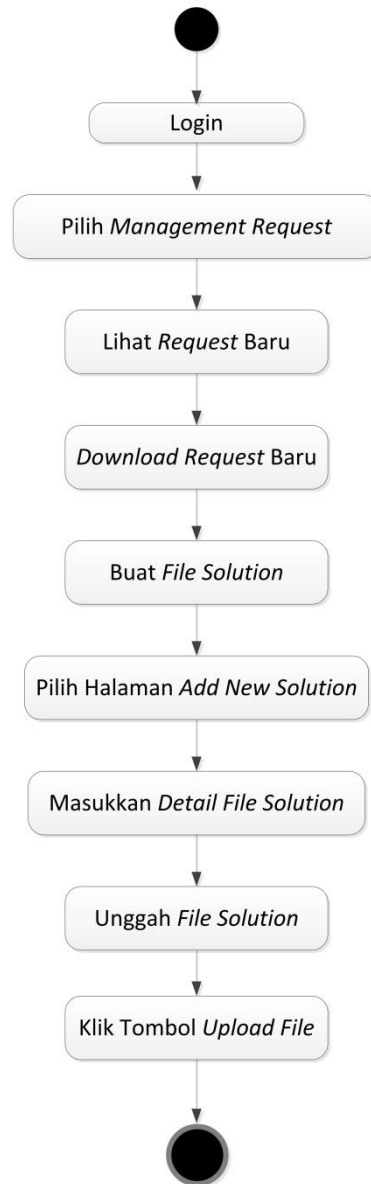 Login
Pilih Management Request
Lihat Request Baru
Download Request Baru
Buat File Solution
Pilih Halaman Add New Solution
Masukkan Detail File Solution
Unggah File Solution
Klik Tombol Upload File